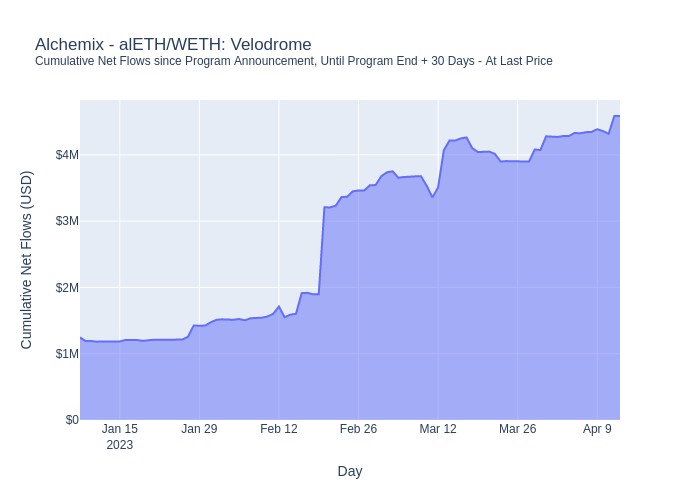 Alchemix - alETH/WETH: Velodrome
Cumulative Net Flows since Program Announcement, Until Program End + 30 Days - At Last Price
Cumulative Net Flows (USD)
$4M
$3M
$2M
$1M
$0
Jan 15
2023
Jan 29
Feb 12
Feb 26
Mar 12
Mar 26
Apr 9
Day